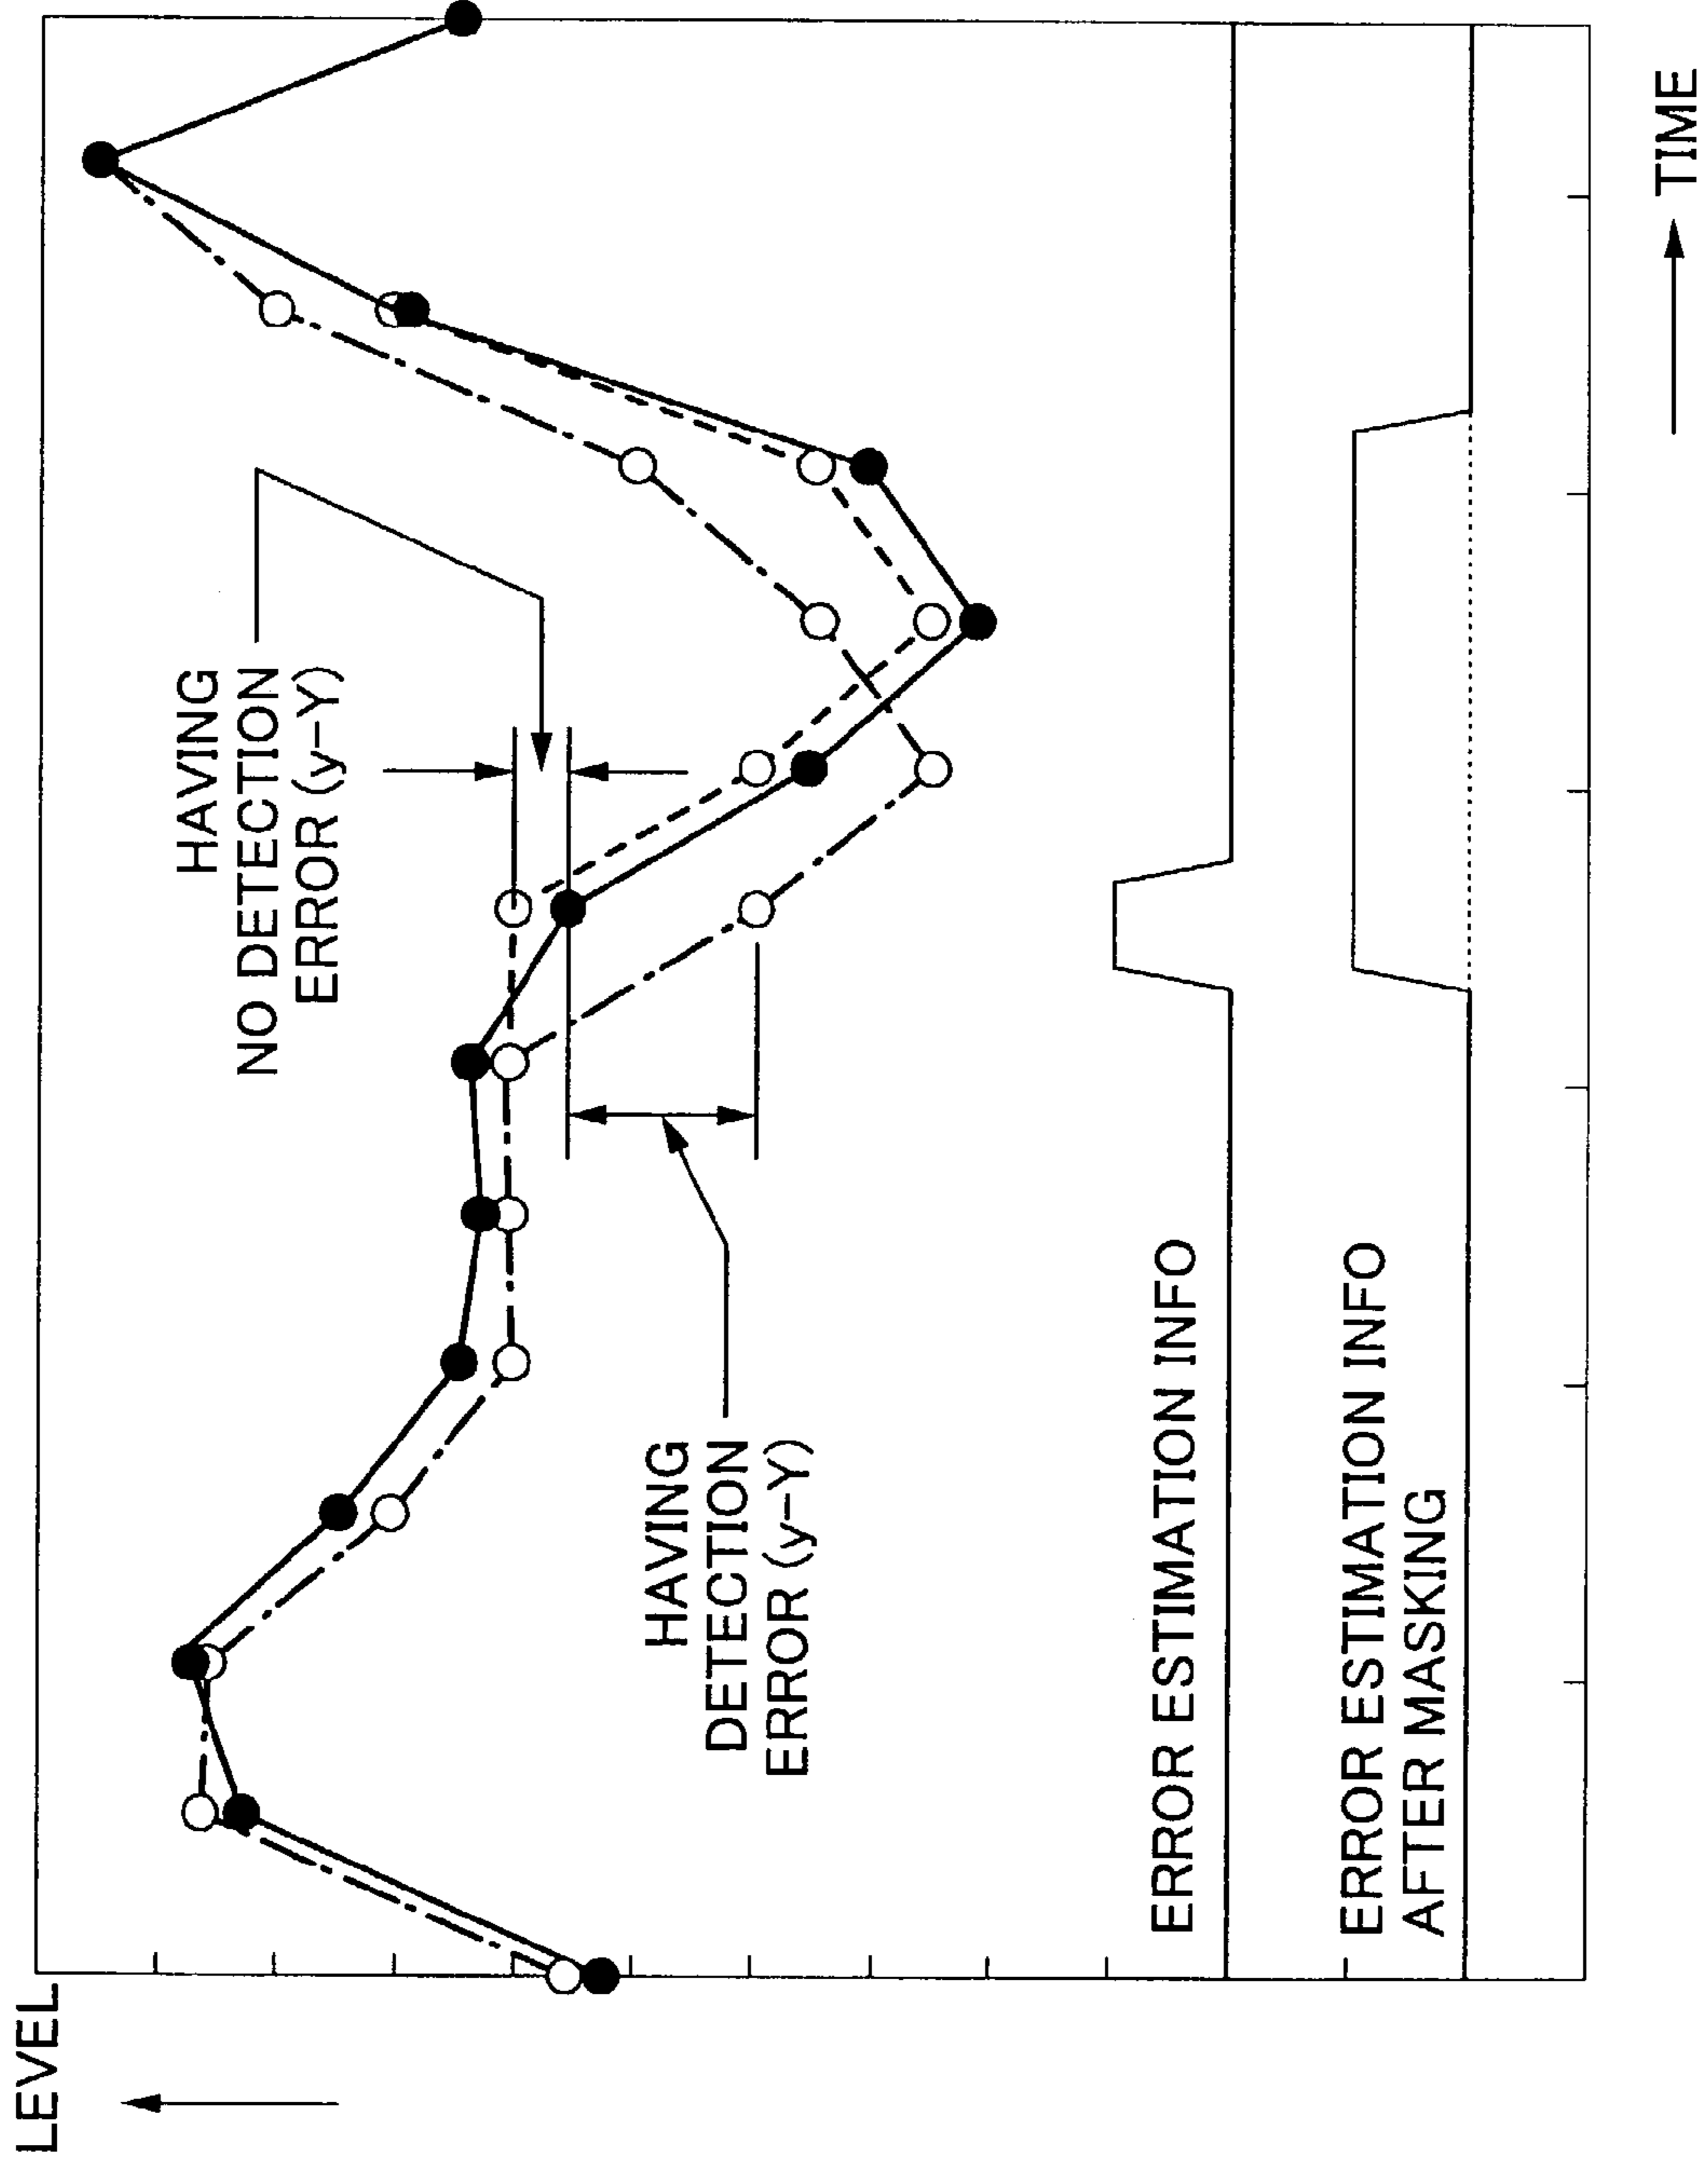 LEVEL
HAVING
NO DETECTION
ERROR (y-Y)
HAVING
DETECTION
ERROR (y-Y)
ERROR ESTIMATION INFO
ERROR ESTIMATION INFO
AFTER MASKING
TIME